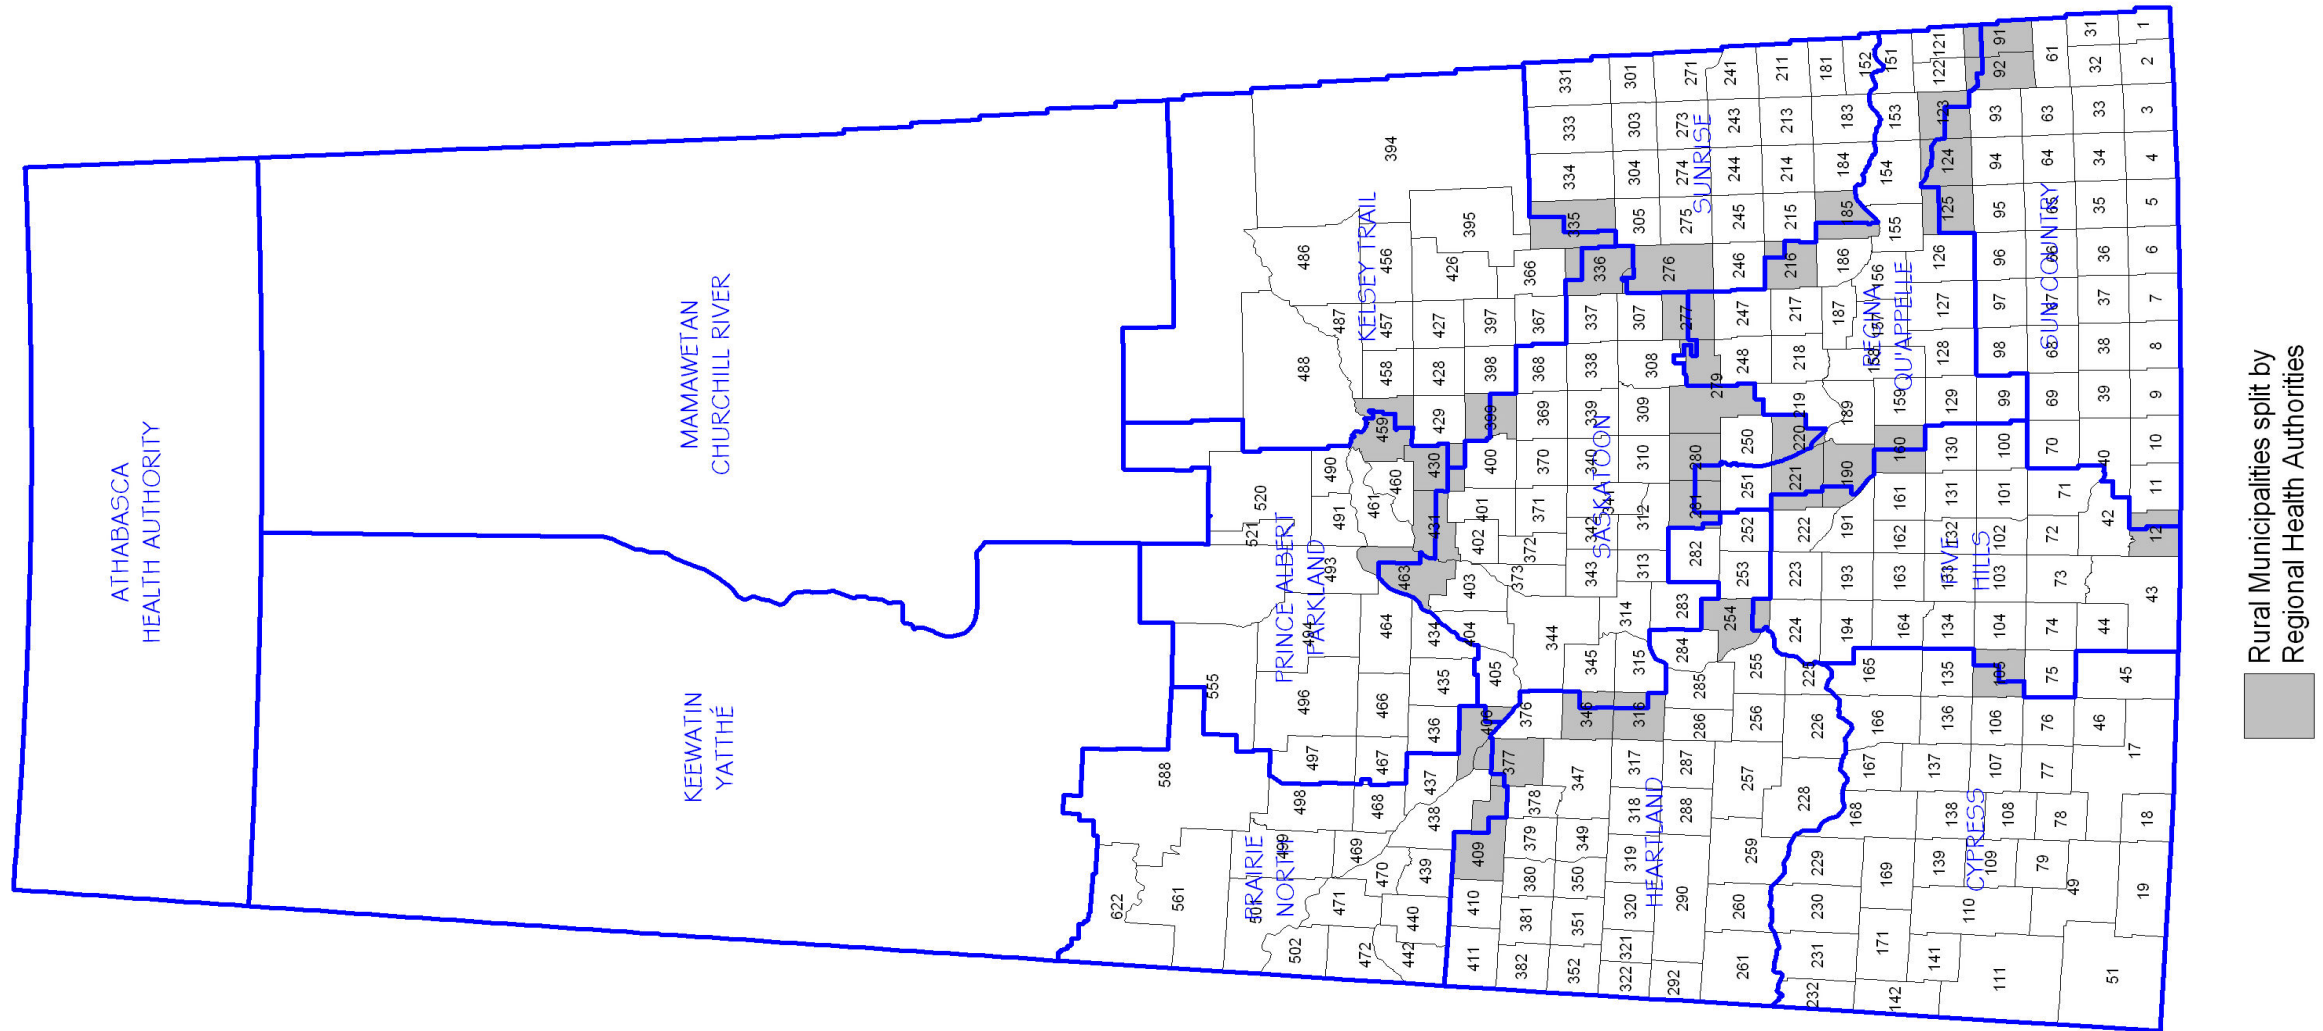 ATHABASCA
HEALTH AUTHORITY
MAMAWETAN
CHURCHILL RIVER
KEEWATIN
YATTHÉ
622
588
561
555
521 520
PRAIRIE
NORTH
PRINCE ALBERT
PARKLAND
KELSEY TRAIL
502 501 499 498 497 496 494 493 491 490 488 487 486
472 471 470 469 468 467 466 464 463 461 460 459 458 457 456
442 440 439 438 437 436 435 434 431 430 429 428 427 426
394 395
411 410 409 406 405 404 403 402 401 400 399 398 397
382 381 380 379 378 377 376 373 372 371 370 369 368 367 366
352 351 350 349 347 346 345 344 343 342 341 340 339 338 337 336 335 334 333 331
SASKATOON
HEARTLAND
SUNRISE
322 321 320 319 318 317 316 315 314 313 312 310 309 308 307 305 304 303 301
292 290 288 287 286 285 284 283 282 281 280 279 277 276 275 274 273 271
261 260 259 257 256 255 254 253 252 251 250 248 247 246 245 244 243 241
232 231 230 229 228 226 225 224 223 222 221 220 219 218 217 216 215 214 213 211
194 193 191 190 189 187 186 185 184 183 181
REGINA
QU'APPELLE
142 171 169 168 167 166 165 164 163 162 161 160 159 158 157 156 155 154 153 152 151
FIVE
HILLS
CYPRESS
141 139 138 137 136 135 134 133 132 131 130 129 128 127 126 125 124 123 122 121
111 110 109 108 107 106 105 104 103 102 101 100 99 98 97 96 95 94 93 92 91
SUN COUNTRY
79 78 77 76 75 74 73 72 71 70 69 68 67 66 65 64 63 61
51 49 46 45 44 43 42 40 39 38 37 36 35 34 33 32 31
19 18 17 12 11 10 9 8 7 6 5 4 3 2 1
Rural Municipalities split by
Regional Health Authorities